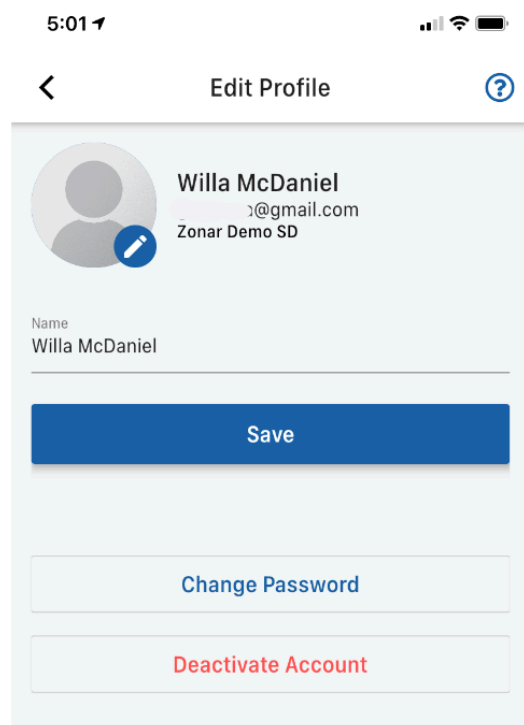 5:01
Edit Profile
?
Willa McDaniel
@gmail.com
Zonar Demo SD
Name
Willa McDaniel
Save
Change Password
Deactivate Account